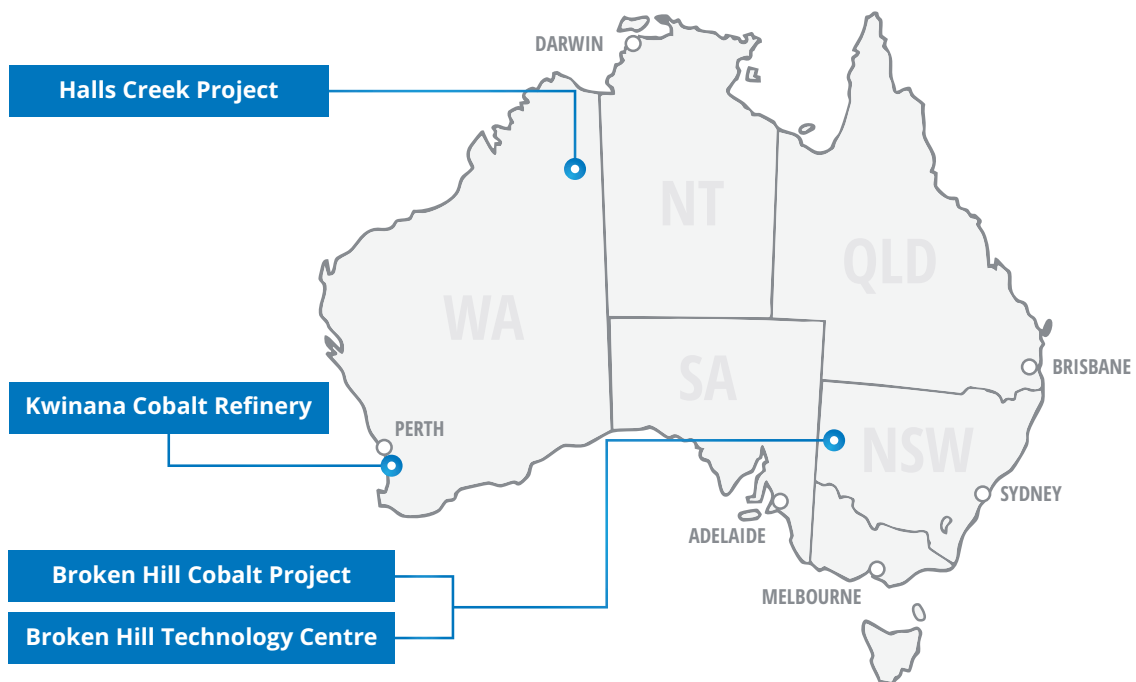 DARWIN
Halls Creek Project
NT
QLD
WA
SA
BRISBANE
Kwinana Cobalt Refinery
PERTH
NSW
SYDNEY
ADELAIDE
Broken Hill Cobalt Project
MELBOURNE
Broken Hill Technology Centre